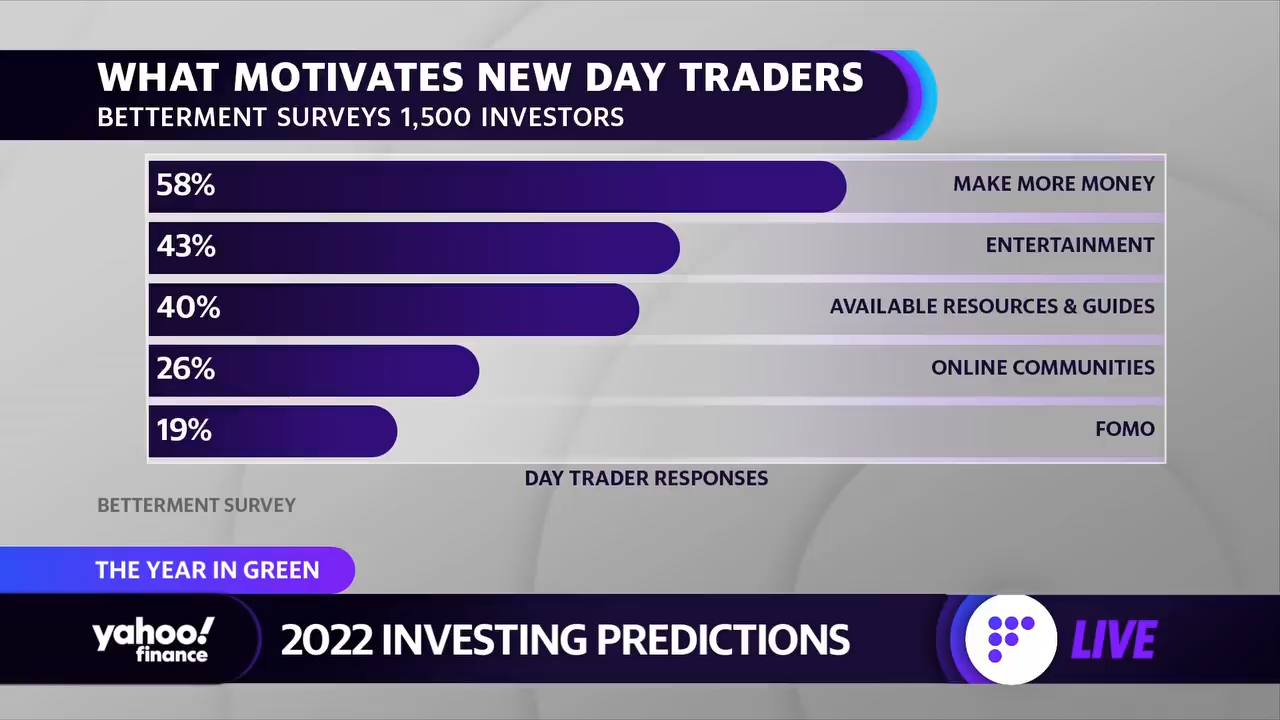 WHAT MOTIVATES NEW DAY TRADERS
BETTERMENT SURVEYS 1,500 INVESTORS
58% MAKE MORE MONEY
43% ENTERTAINMENT
40% AVAILABLE RESOURCES & GUIDES
26% ONLINE COMMUNITIES
19% FOMO
DAY TRADER RESPONSES
BETTERMENT SURVEY
THE YEAR IN GREEN
yahoo!
finance
2022 INVESTING PREDICTIONS
LIVE